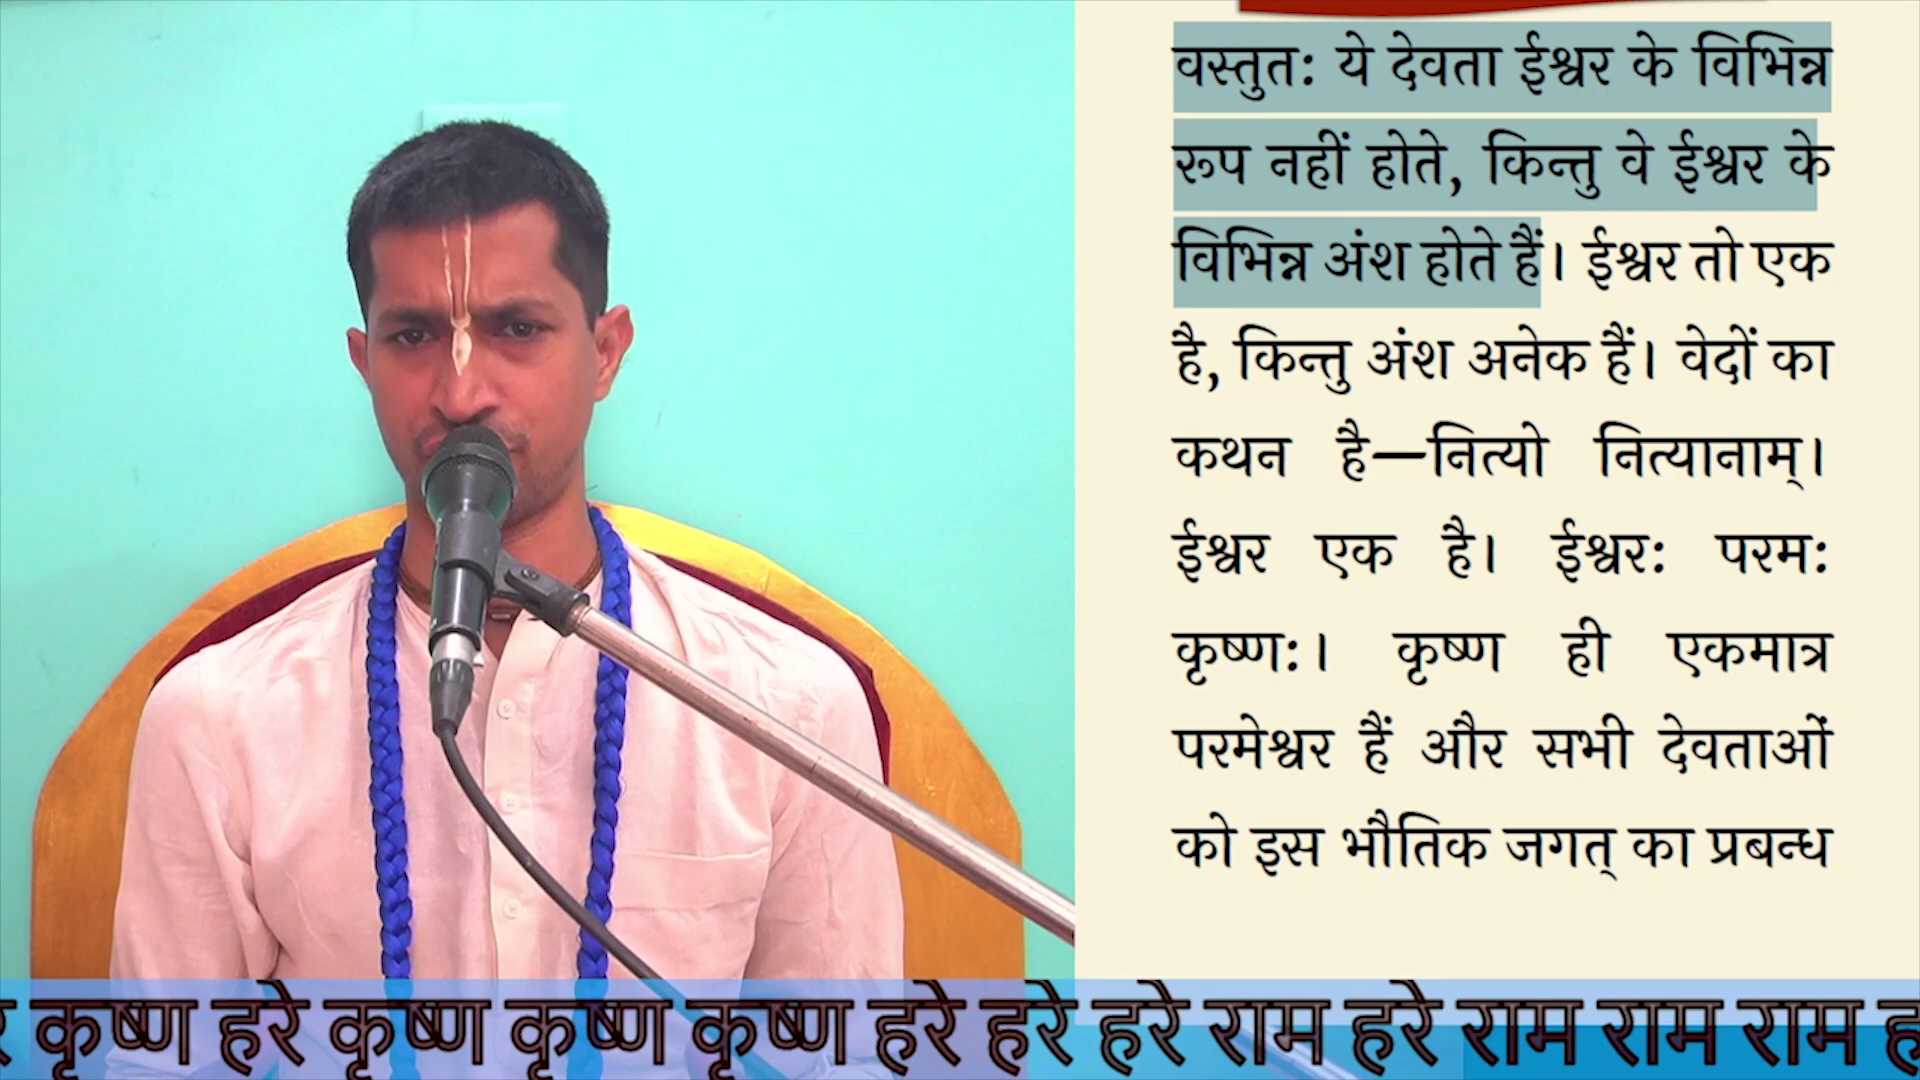 वस्तुत: ये देवता ईश्वर के विभिन्न
रूप नहीं होते, किन्तु वे ईश्वर के
विभिन्न अंश होते हैं। ईश्वर तो एक
है, किन्तु अंश अनेक हैं। वेदों का
कथन है—नित्यो नित्यानाम्।
ईश्वर एक है। ईश्वर: परम:
कृष्ण:। कृष्ण ही एकमात्र
परमेश्वर हैं और सभी देवताओं
को इस भौतिक जगत् का प्रबन्ध
कृष्ण हरे कृष्ण कृष्ण कृष्ण हरे हरे हरे राम हरे राम राम राम